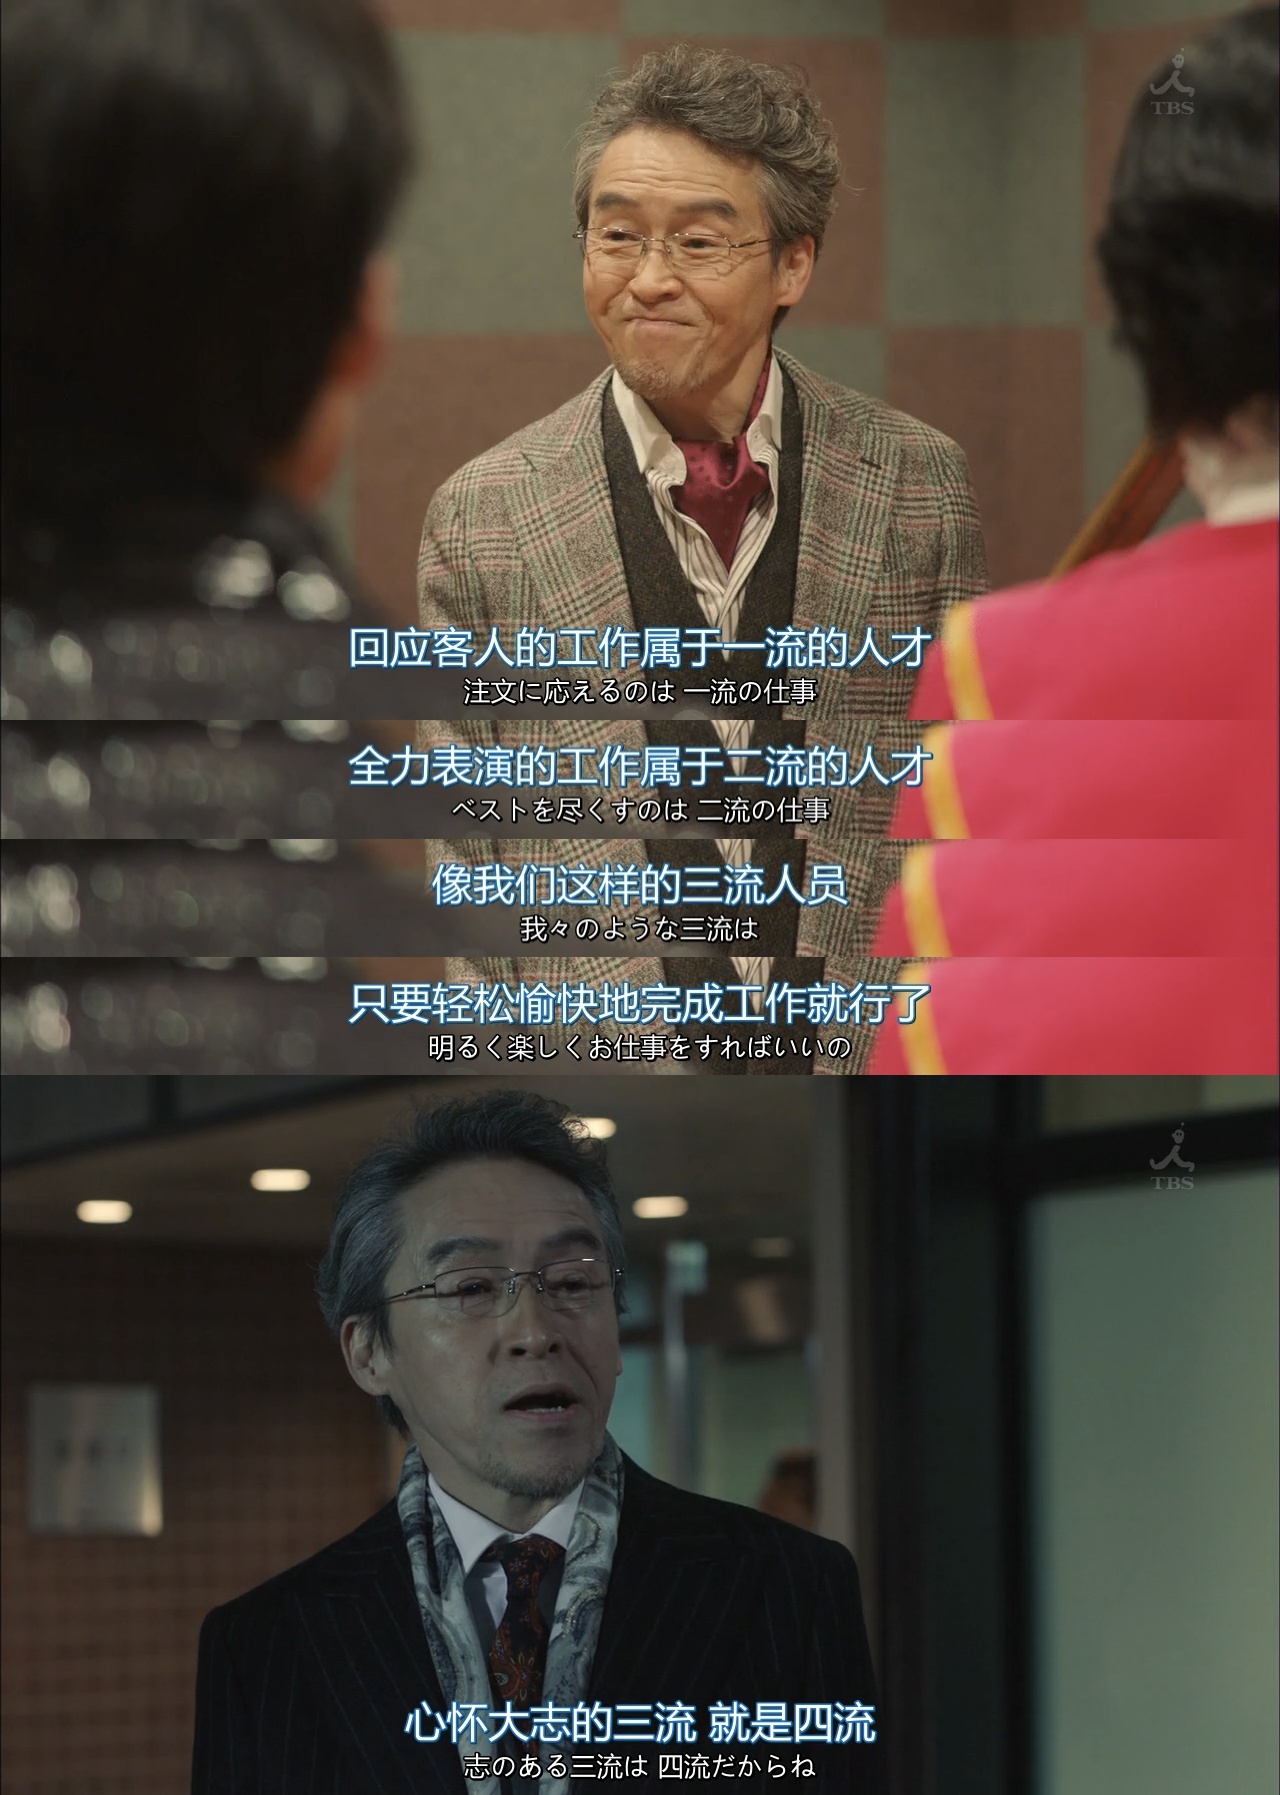 TBS
回应客人的工作属于一流的人才
注文に応えるのは 一流の仕事
全力表演的工作属于二流的人才
ベストを尽くすのは 二流の仕事
像我们这样的三流人员
我々のような三流は
只要轻松愉快地完成工作就行了
明るく楽しくお仕事をすればいいの
TBS
心怀大志的三流 就是四流
志のある三流は 四流だからね